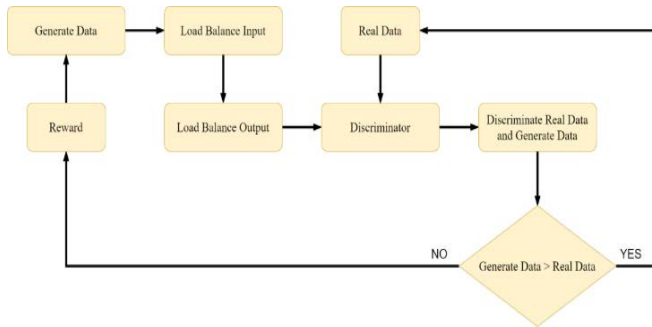 Generate Data
Load Balance Input
Real Data
Reward
Load Balance Output
Discriminator
Discriminate Real Data
and Generate Data
NO
Generate Data > Real Data
YES